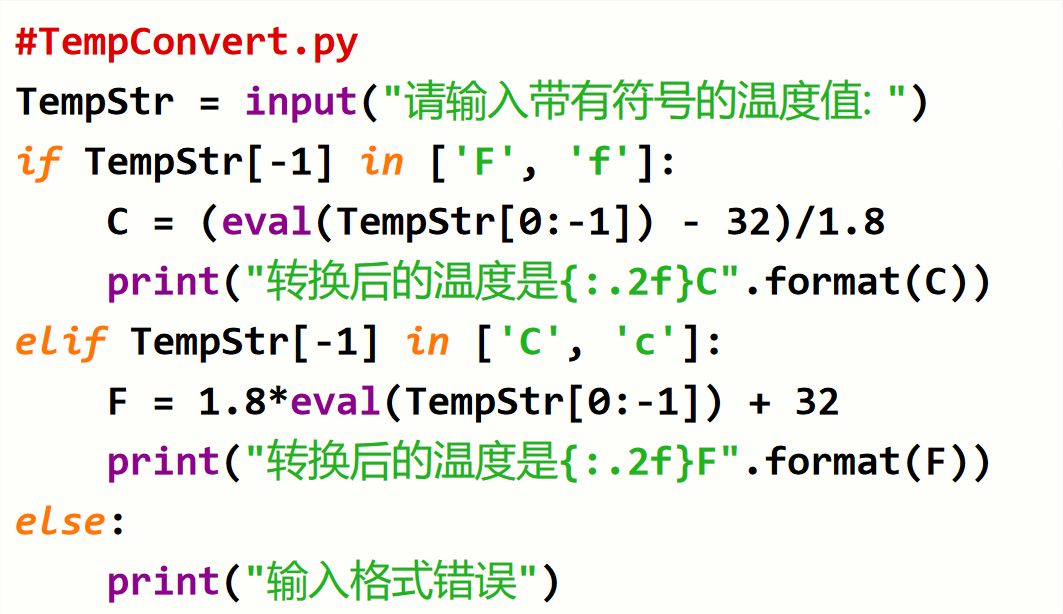 #TempConvert.py
TempStr = input("请输入带有符号的温度值: ")
if TempStr[-1] in ['F', 'f']:
    C = (eval(TempStr[0:-1]) - 32)/1.8
    print("转换后的温度是{:.2f}C".format(C))
elif TempStr[-1] in ['C', 'c']:
    F = 1.8*eval(TempStr[0:-1]) + 32
    print("转换后的温度是{:.2f}F".format(F))
else:
    print("输入格式错误")